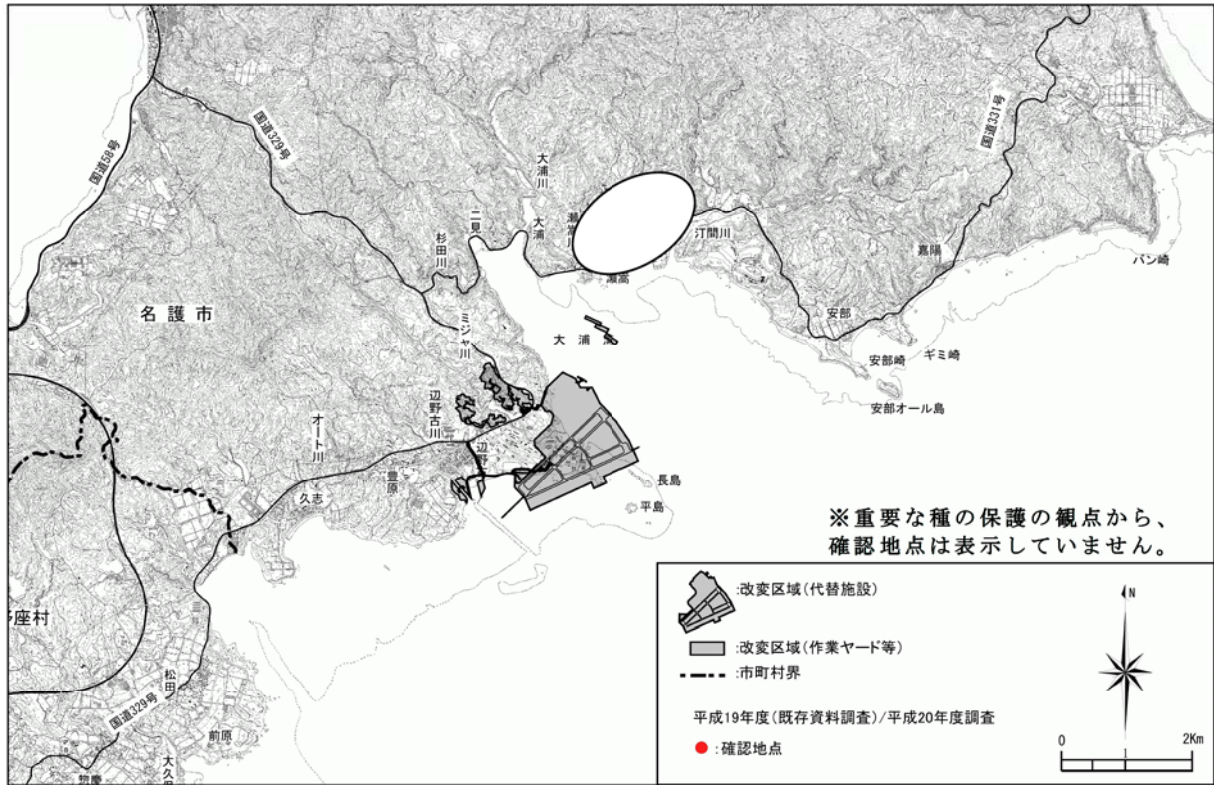 国道58号
国道329号
国道331号
大浦川
大浦
二見
杉田川
瀬嵩
汀間川
嘉陽
バン崎
安部
安部崎
ギミ崎
安部オール島
名護市
ミジャ川
大浦
辺野古川
辺野
オート川
久志
豊原
長島
平島
座村
松田
国道329号
前原
惣慶
※重要な種の保護の観点から、
確認地点は表示していません。
:改変区域(代替施設)
:改変区域(作業ヤード等)
:市町村界
平成19年度(既存資料調査)/平成20年度調査
:確認地点
N
0 1 2Km